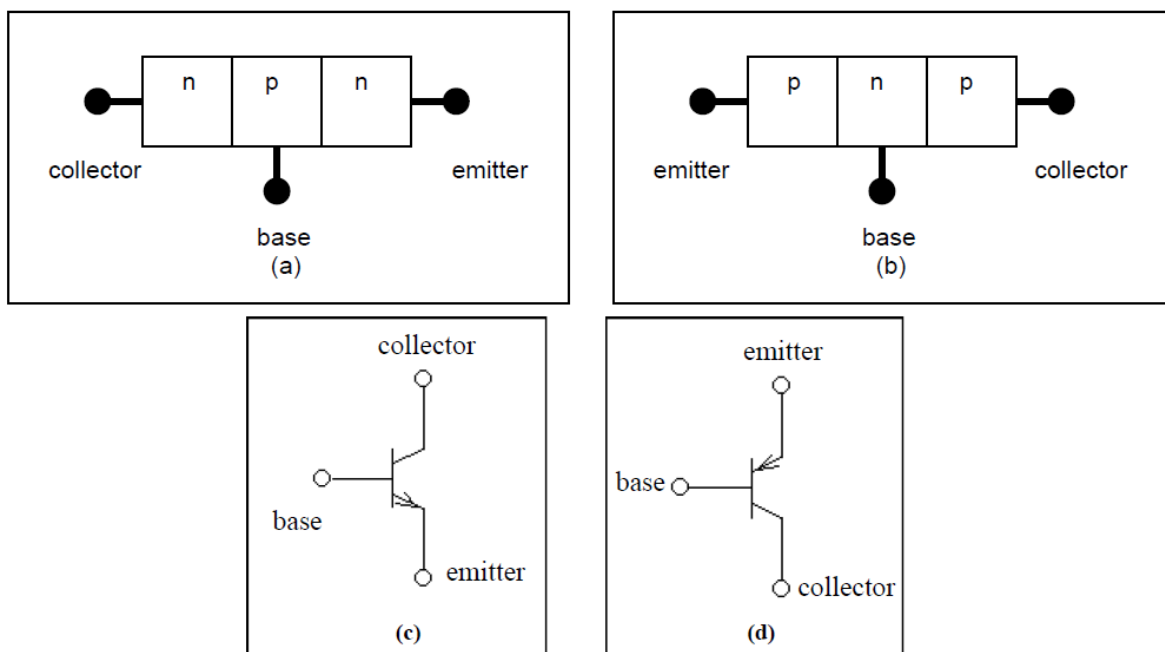 n p n
collector emitter
base
(a)
p n p
emitter collector
base
(b)
collector
base
emitter
(c)
emitter
base
collector
(d)